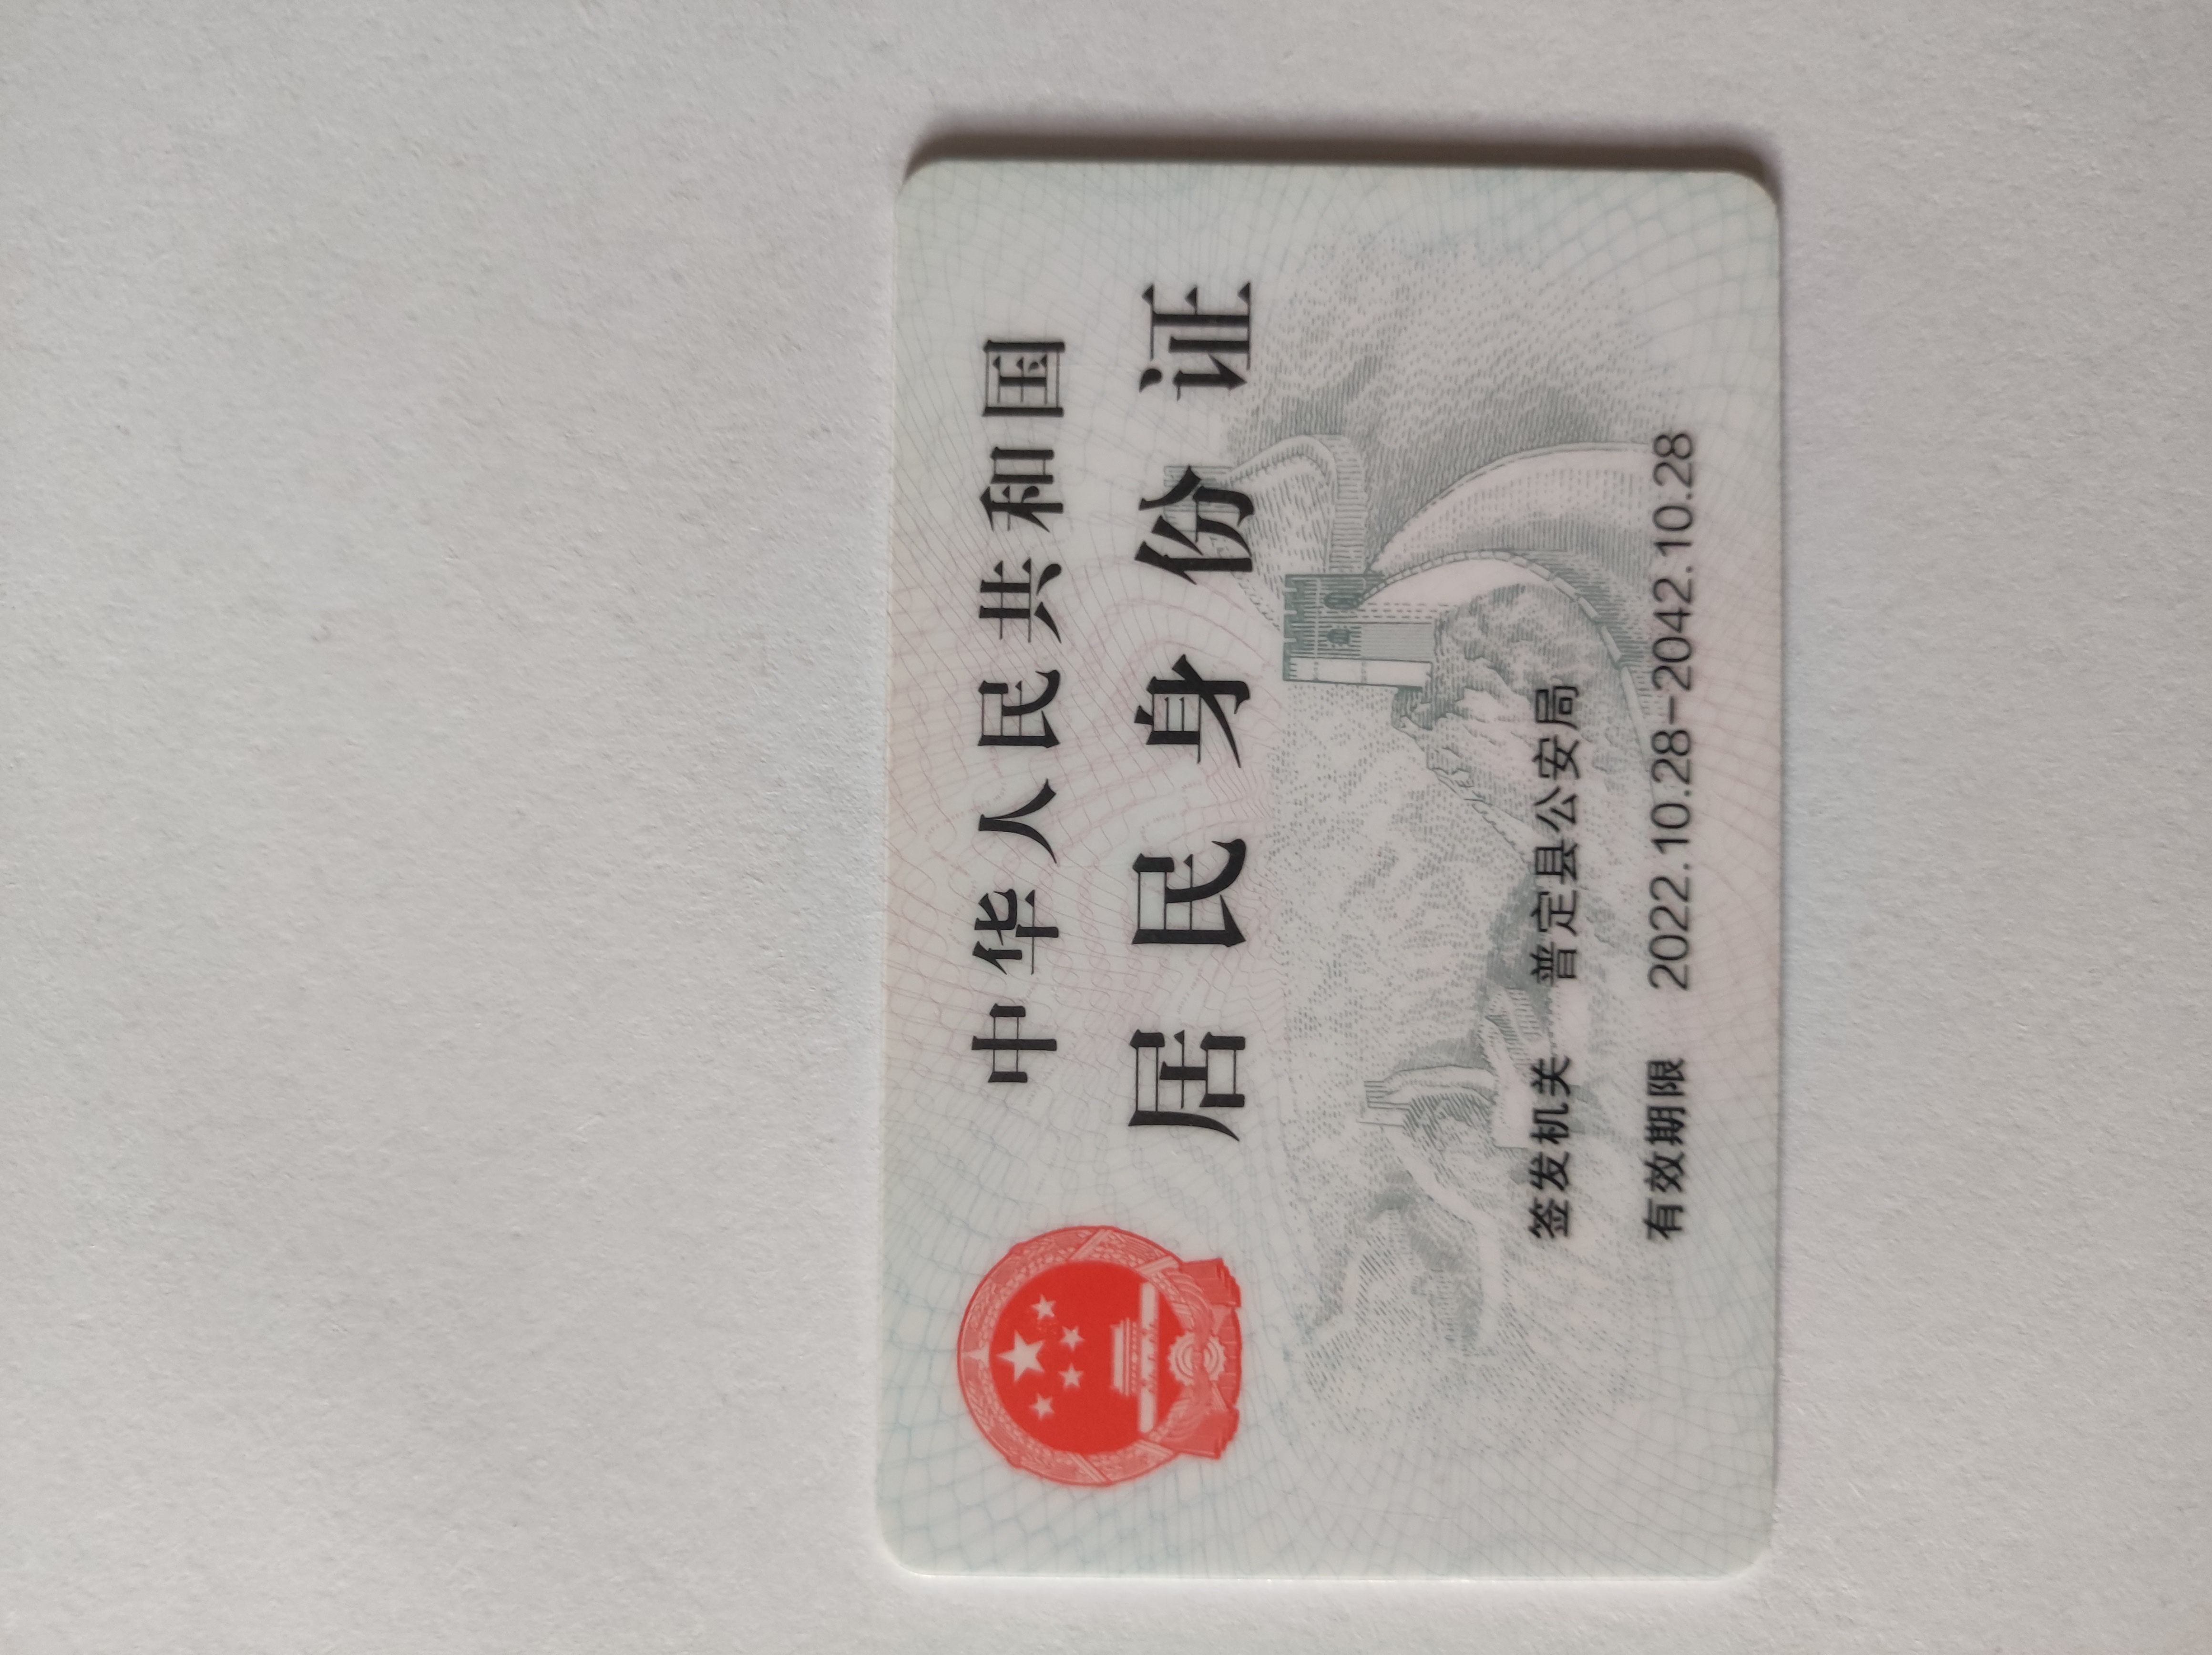 中华人民共和国
居民身份证
签发机关 普定县公安局
有效期限 2022.10.28-2042.10.28